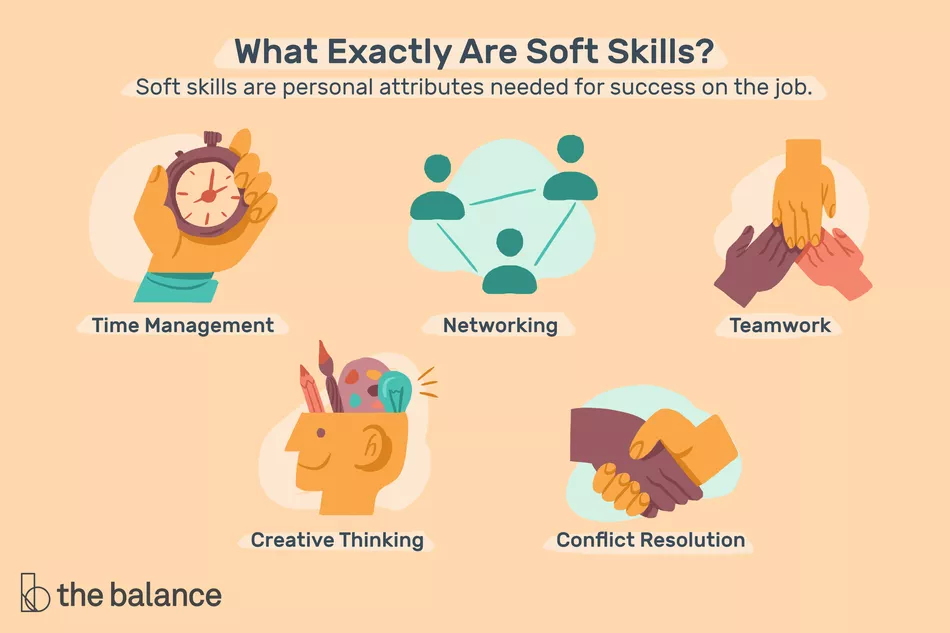 What Exactly Are Soft Skills?
Soft skills are personal attributes needed for success on the job.
Time Management
Networking
Teamwork
Creative Thinking
Conflict Resolution
the balance